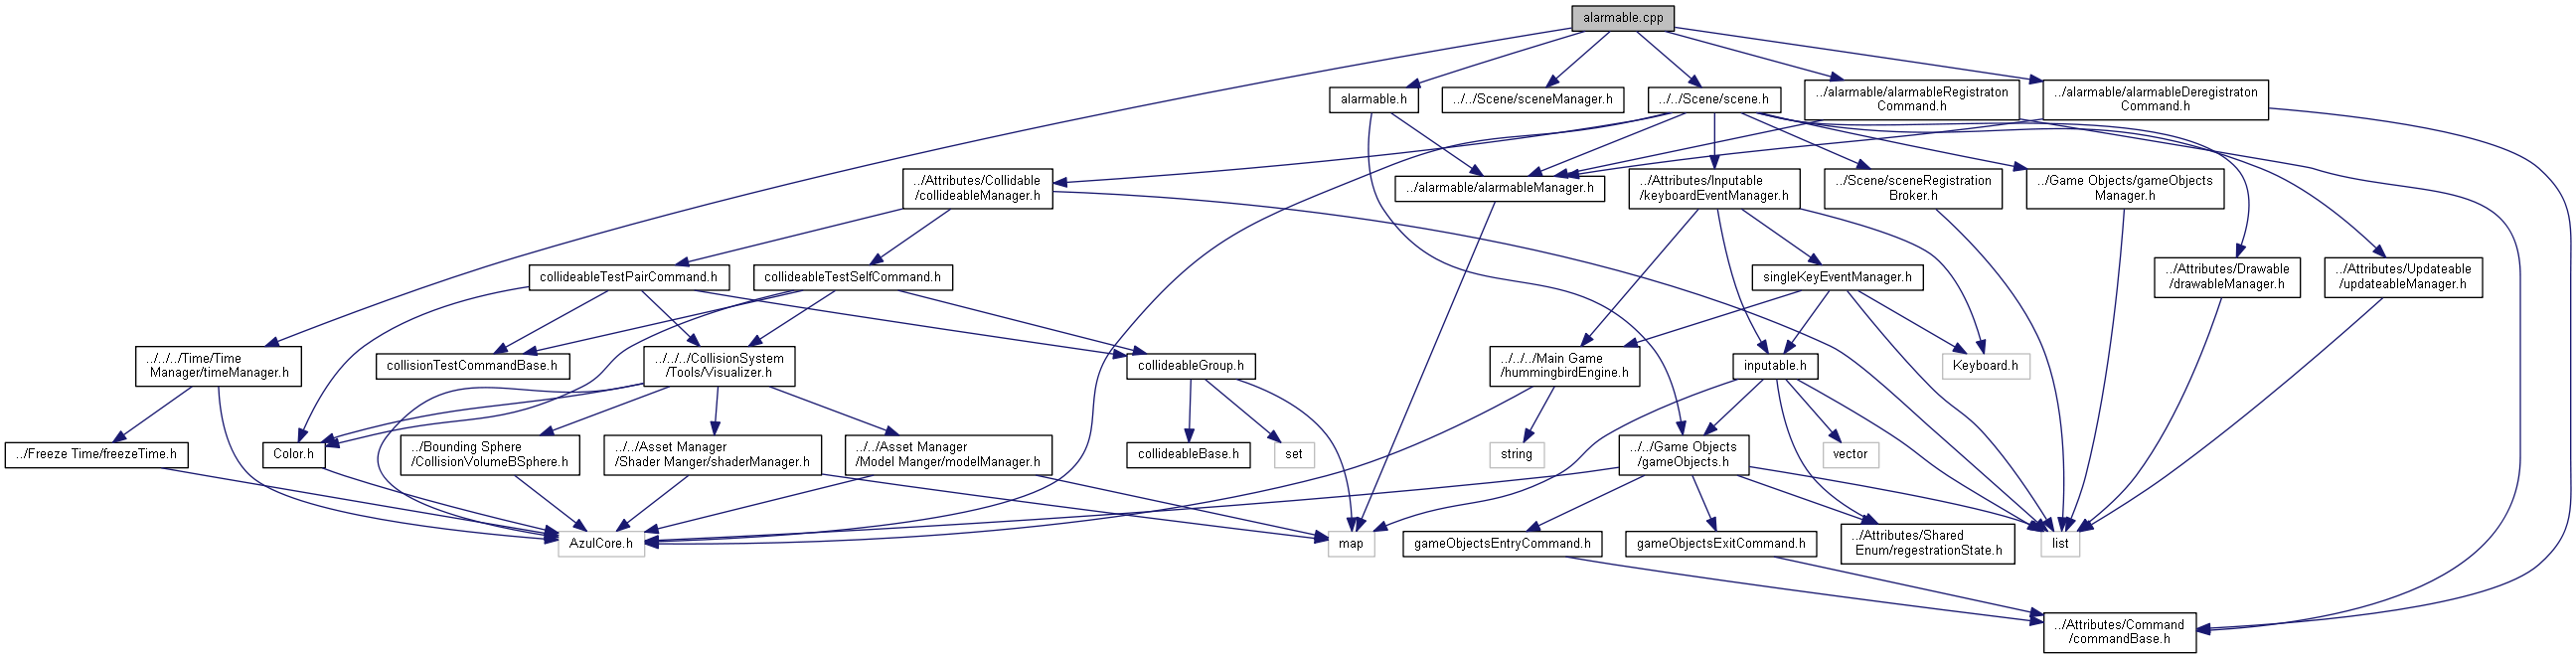 alarmable.cpp
alarmable.h
../../Scene/sceneManager.h
../../Scene/scene.h
../alarmable/alarmableRegistraton
Command.h
../alarmable/alarmableDeregistraton
Command.h
../Attributes/Collidable
/collideableManager.h
../alarmable/alarmableManager.h
../Attributes/Inputable
/keyboardEventManager.h
../Scene/sceneRegistration
Broker.h
../Game Objects/gameObjects
Manager.h
collideableTestPairCommand.h
collideableTestSelfCommand.h
singleKeyEventManager.h
../Attributes/Drawable
/drawableManager.h
../Attributes/Updateable
/updateableManager.h
../../../Time/Time
Manager/timeManager.h
collisionTestCommandBase.h
../../../CollisionSystem
/Tools/Visualizer.h
collideableGroup.h
../../../Main Game
/hummingbirdEngine.h
inputable.h
Keyboard.h
../Freeze Time/freezeTime.h
Color.h
../Bounding Sphere
/CollisionVolumeBSphere.h
../../Asset Manager
/Shader Manger/shaderManager.h
../../Asset Manager
/Model Manger/modelManager.h
collideableBase.h
set
string
../../Game Objects
/gameObjects.h
vector
AzulCore.h
map
gameObjectsEntryCommand.h
gameObjectsExitCommand.h
../Attributes/Shared
Enum/regestrationState.h
list
../Attributes/Command
/commandBase.h